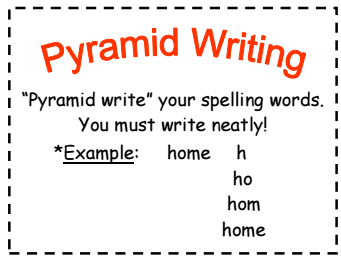 Pyramid Writing
“Pyramid write” your spelling words.
You must write neatly!
*Example: home h
ho
hom
home